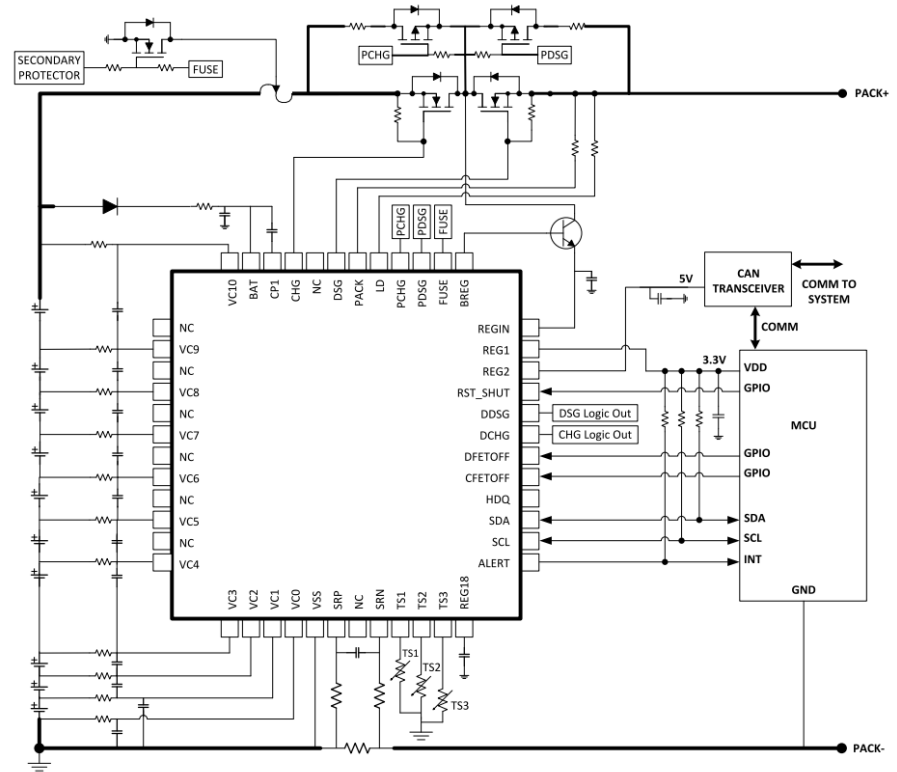 SECONDARY
PROTECTOR
FUSE
PCHG
PDSG
PACK+
PCHG
PDSG
FUSE
VC10
BAT
CP1
CHG
NC
DSG
PACK
LD
PCHG
PDSG
FUSE
BREG
5V
CAN
TRANSCEIVER
COMM TO
SYSTEM
COMM
NC
VC9
NC
VC8
NC
VC7
NC
VC6
NC
VC5
NC
VC4
REGIN
REG1
REG2
RST_SHUT
DDSG
DCHG
DFETOFF
CFETOFF
HDQ
SDA
SCL
ALERT
DSG Logic Out
CHG Logic Out
3.3V
VDD
GPIO
MCU
GPIO
GPIO
SDA
SCL
INT
GND
VC3
VC2
VC1
VC0
VSS
SRP
NC
SRN
TS1
TS2
TS3
REG18
TS1
TS2
TS3
PACK-